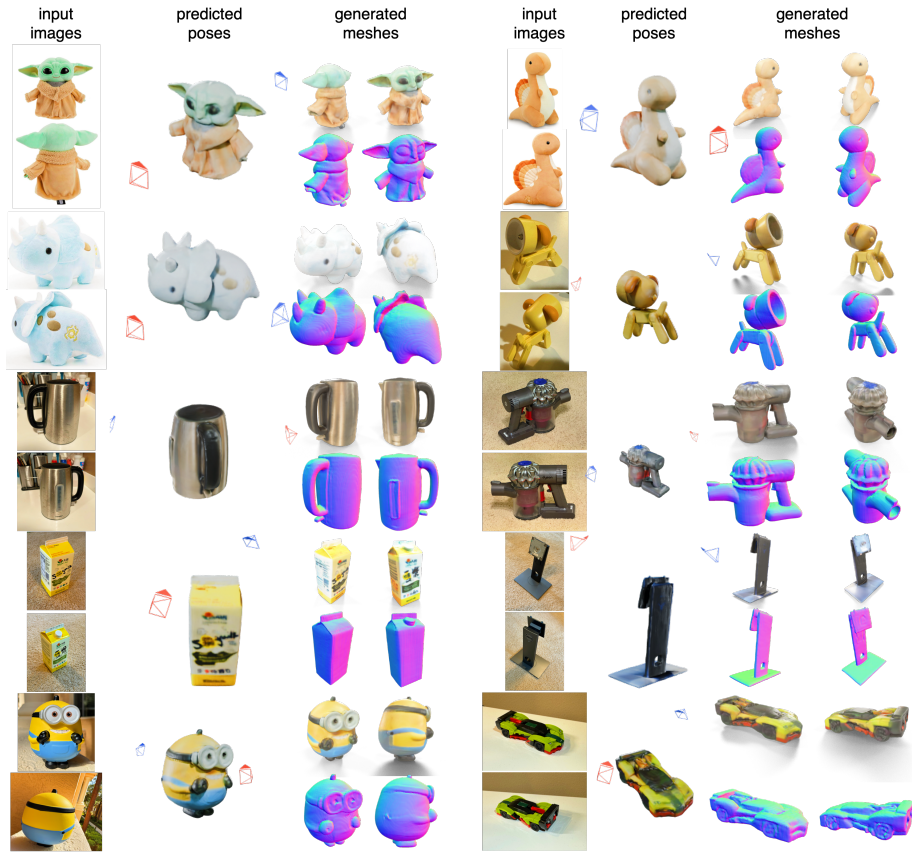 input
images
predicted
poses
generated
meshes
input
images
predicted
poses
generated
meshes